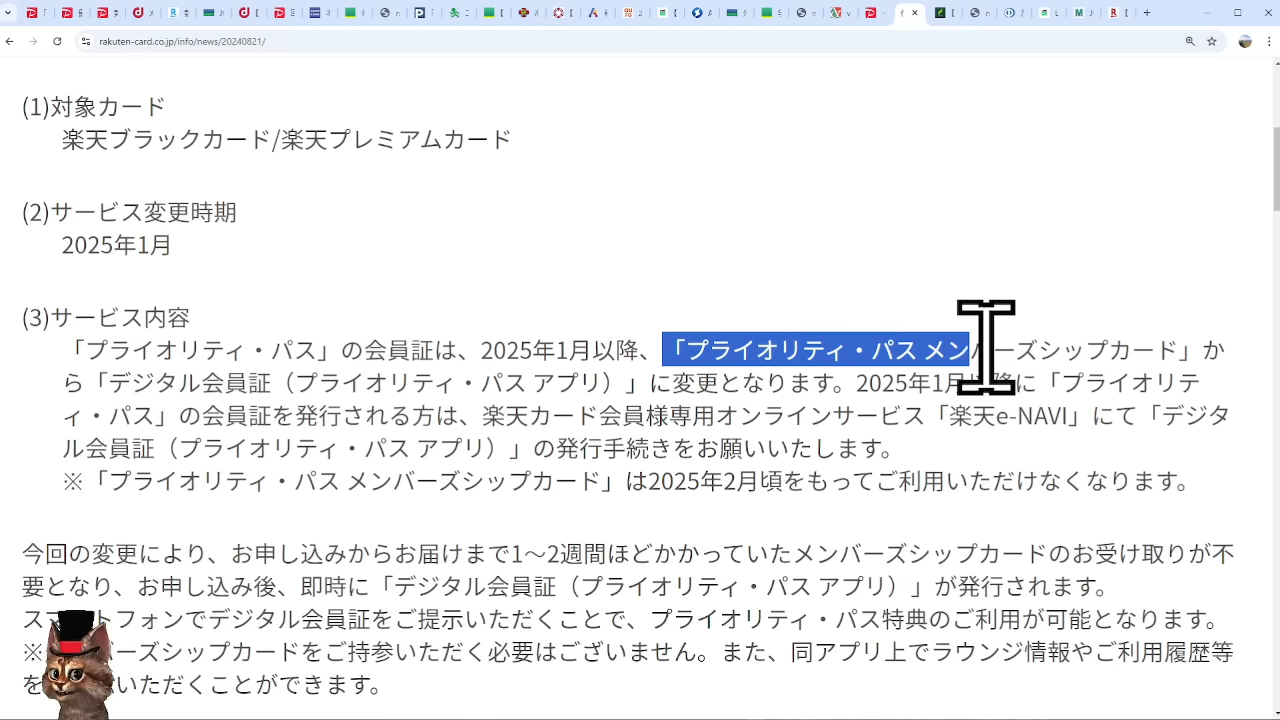 rakuten-card.co.jp/info/news/20240821/
(1)対象カード
楽天ブラックカード/楽天プレミアムカード
(2)サービス変更時期
2025年1月
(3)サービス内容
「プライオリティ・パス」の会員証は、2025年1月以降、「プライオリティ・パス メンバーズシップカード」か
ら「デジタル会員証（プライオリティ・パス アプリ）」に変更となります。2025年1月以降に「プライオリテ
ィ・パス」の会員証を発行される方は、楽天カード会員様専用オンラインサービス「楽天e-NAVI」にて「デジタ
ル会員証（プライオリティ・パス アプリ）」の発行手続きをお願いいたします。
※「プライオリティ・パス メンバーズシップカード」は2025年2月頃をもってご利用いただけなくなります。
今回の変更により、お申し込みからお届けまで1～2週間ほどかかっていたメンバーズシップカードのお受け取りが不
要となり、お申し込み後、即時に「デジタル会員証（プライオリティ・パス アプリ）」が発行されます。
スマートフォンでデジタル会員証をご提示いただくことで、プライオリティ・パス特典のご利用が可能となります。
※ バーズシップカードをご持参いただく必要はございません。また、同アプリ上でラウンジ情報やご利用履歴等
を いただくことができます。